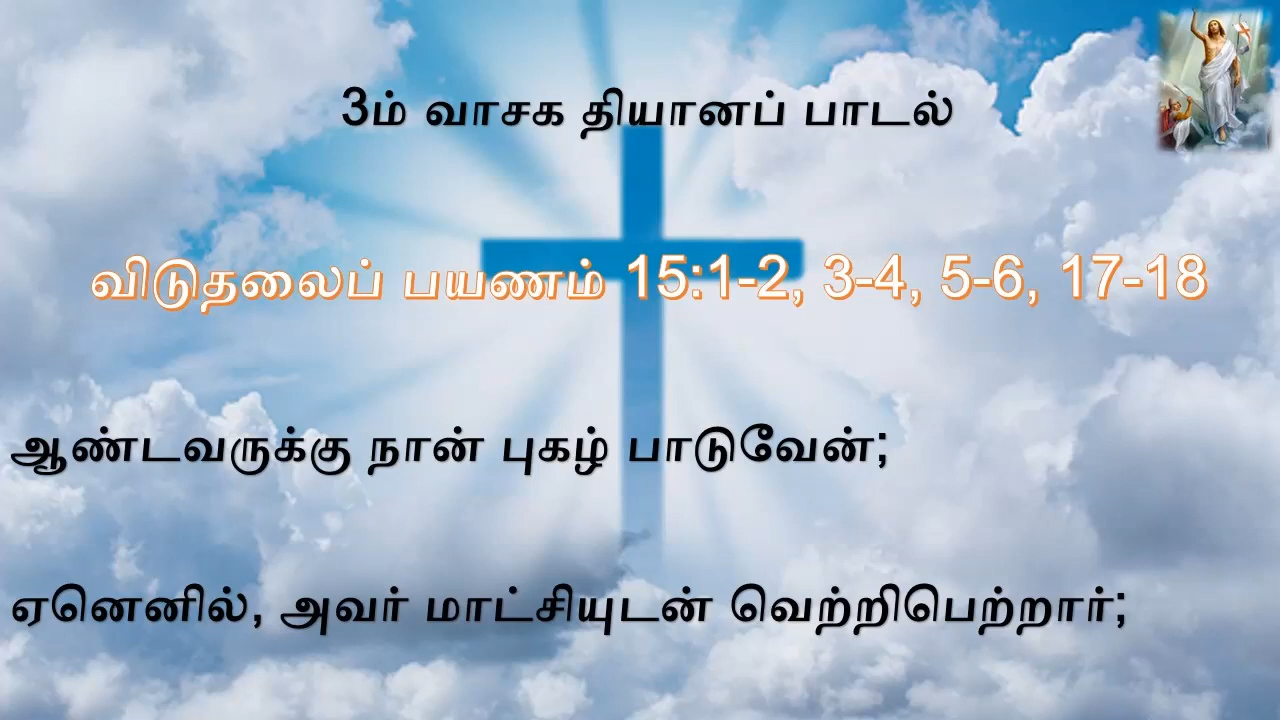 3ம் வாசக தியானப் பாடல்
விடுதலைப் பயணம் 15:1-2, 3-4, 5-6, 17-18
ஆண்டவருக்கு நான் புகழ் பாடுவேன்;
ஏனெனில், அவர் மாட்சியுடன் வெற்றிபெற்றார்;